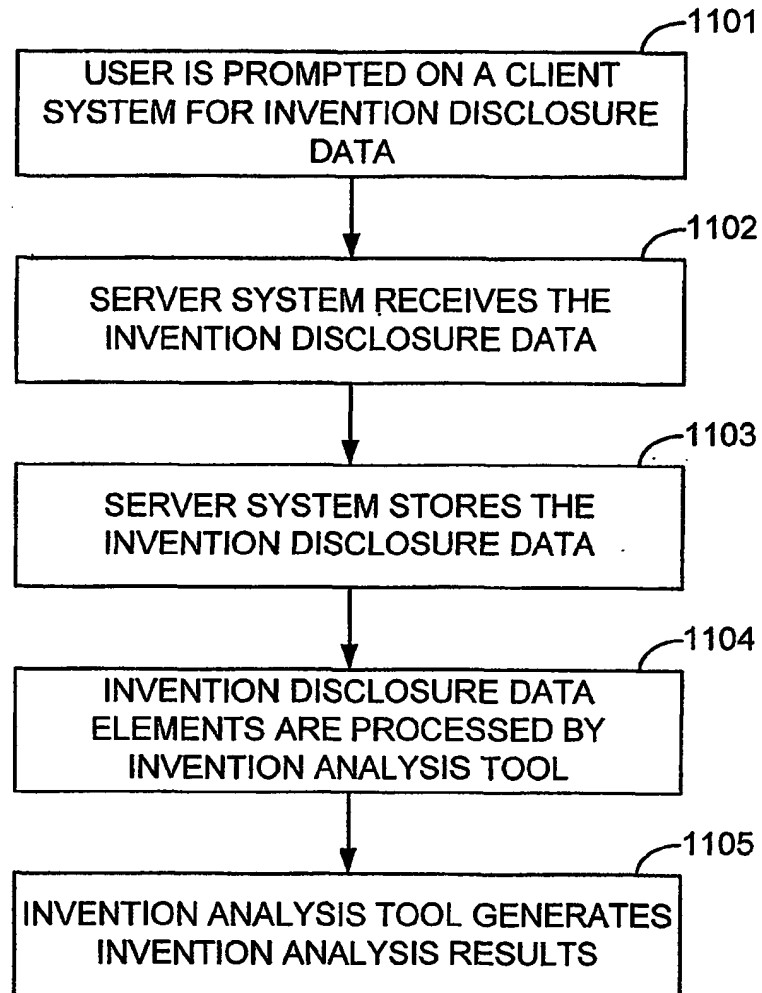 1101
USER IS PROMPTED ON A CLIENT
SYSTEM FOR INVENTION DISCLOSURE
DATA
1102
SERVER SYSTEM RECEIVES THE
INVENTION DISCLOSURE DATA
1103
SERVER SYSTEM STORES THE
INVENTION DISCLOSURE DATA
1104
INVENTION DISCLOSURE DATA
ELEMENTS ARE PROCESSED BY
INVENTION ANALYSIS TOOL
1105
INVENTION ANALYSIS TOOL GENERATES
INVENTION ANALYSIS RESULTS